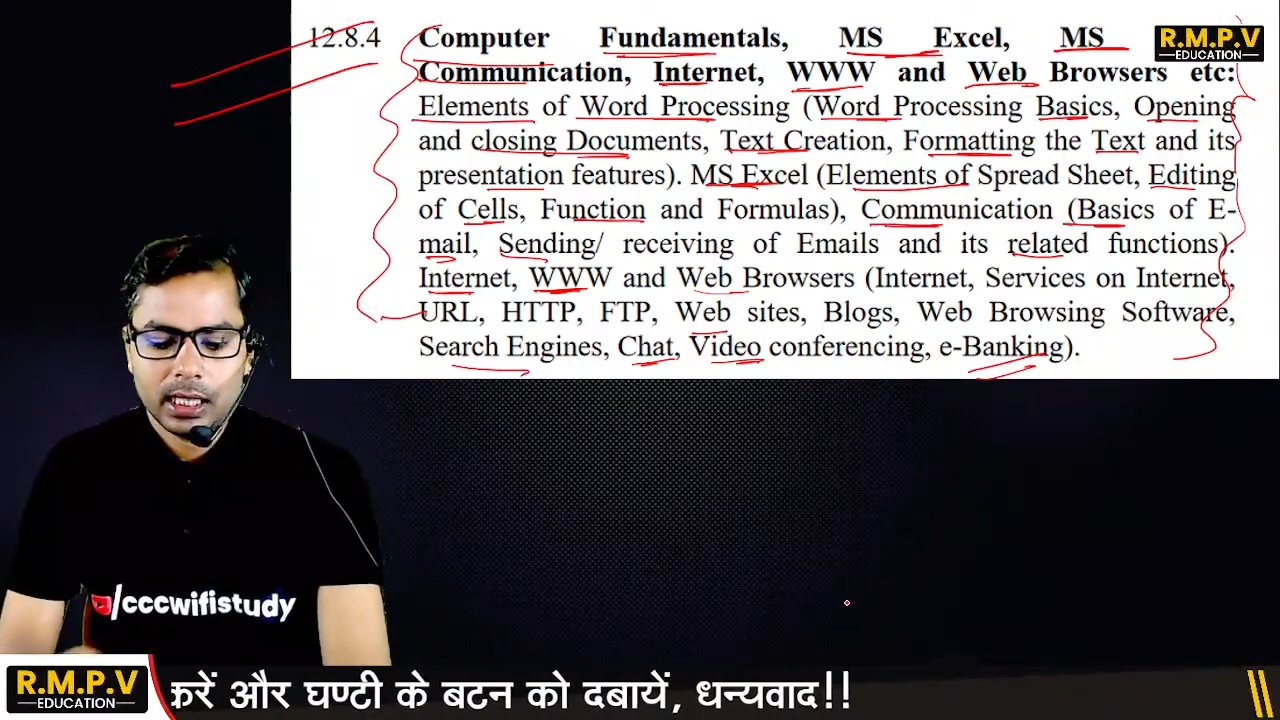 12.8.4 Computer Fundamentals, MS Excel, MS
Communication, Internet, WWW and Web Browsers etc:
Elements of Word Processing (Word Processing Basics, Opening
and closing Documents, Text Creation, Formatting the Text and its
presentation features). MS Excel (Elements of Spread Sheet, Editing
of Cells, Function and Formulas), Communication (Basics of E-
mail, Sending/ receiving of Emails and its related functions).
Internet, WWW and Web Browsers (Internet, Services on Internet,
URL, HTTP, FTP, Web sites, Blogs, Web Browsing Software,
Search Engines, Chat, Video conferencing, e-Banking).
R.M.P.V
EDUCATION
/cccwifistudy
R.M.P.V
EDUCATION
करें और घण्टी के बटन को दबायें, धन्यवाद!!